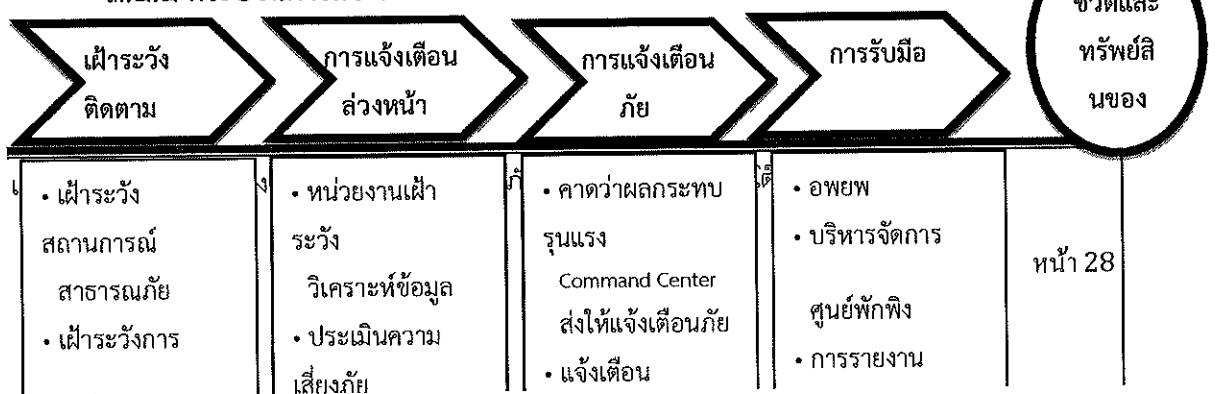 เฝ้าระวัง
ติดตาม
การแจ้งเตือน
ล่วงหน้า
การแจ้งเตือน
ภัย
การรับมือ
ทรัพย์สิ
นของ
• เฝ้าระวัง
สถานการณ์
สาธารณภัย
• เฝ้าระวังการ
• หน่วยงานเฝ้า
ระวัง
วิเคราะห์ข้อมูล
• ประเมินความ
เสี่ยงภัย
• คาดว่าผลกระทบ
รุนแรง
Command Center
ส่งให้แจ้งเตือนภัย
• แจ้งเตือน
• อพยพ
• บริหารจัดการ
ศูนย์พักพิง
• การรายงาน
หน้า 28